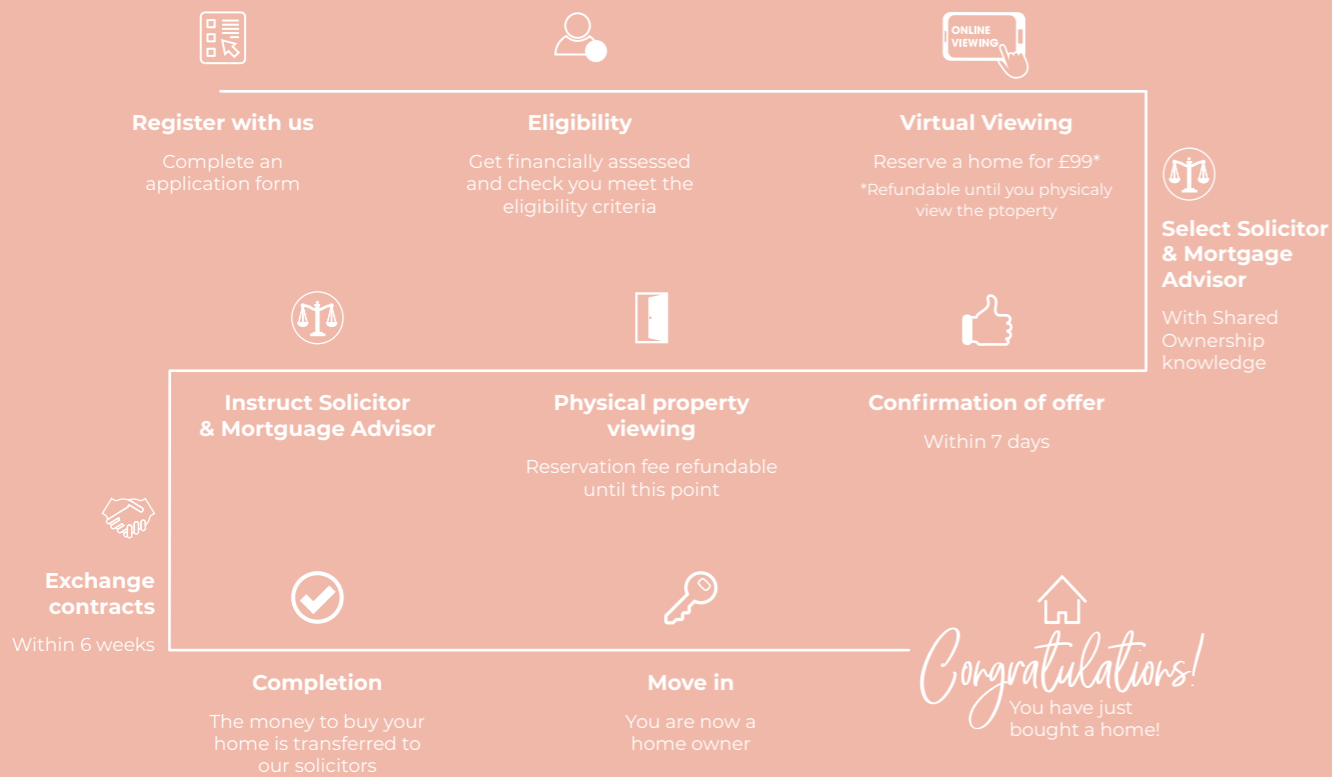 ONLINE
VIEWING
Register with us
Complete an
application form
Eligibility
Get financially assessed
and check you meet the
eligibility criteria
Virtual Viewing
Reserve a home for £99*
*Refundable until you physicaly
view the ptoperty
Select Solicitor
& Mortgage
Advisor
With Shared
Ownership
knowledge
Confirmation of offer
Within 7 days
Physical property
viewing
Reservation fee refundable
until this point
Instruct Solicitor
& Mortguage Advisor
Exchange
contracts
Within 6 weeks
Completion
The money to buy your
home is transferred to
our solicitors
Move in
You are now a
home owner
Congratulations!
You have just
bought a home!